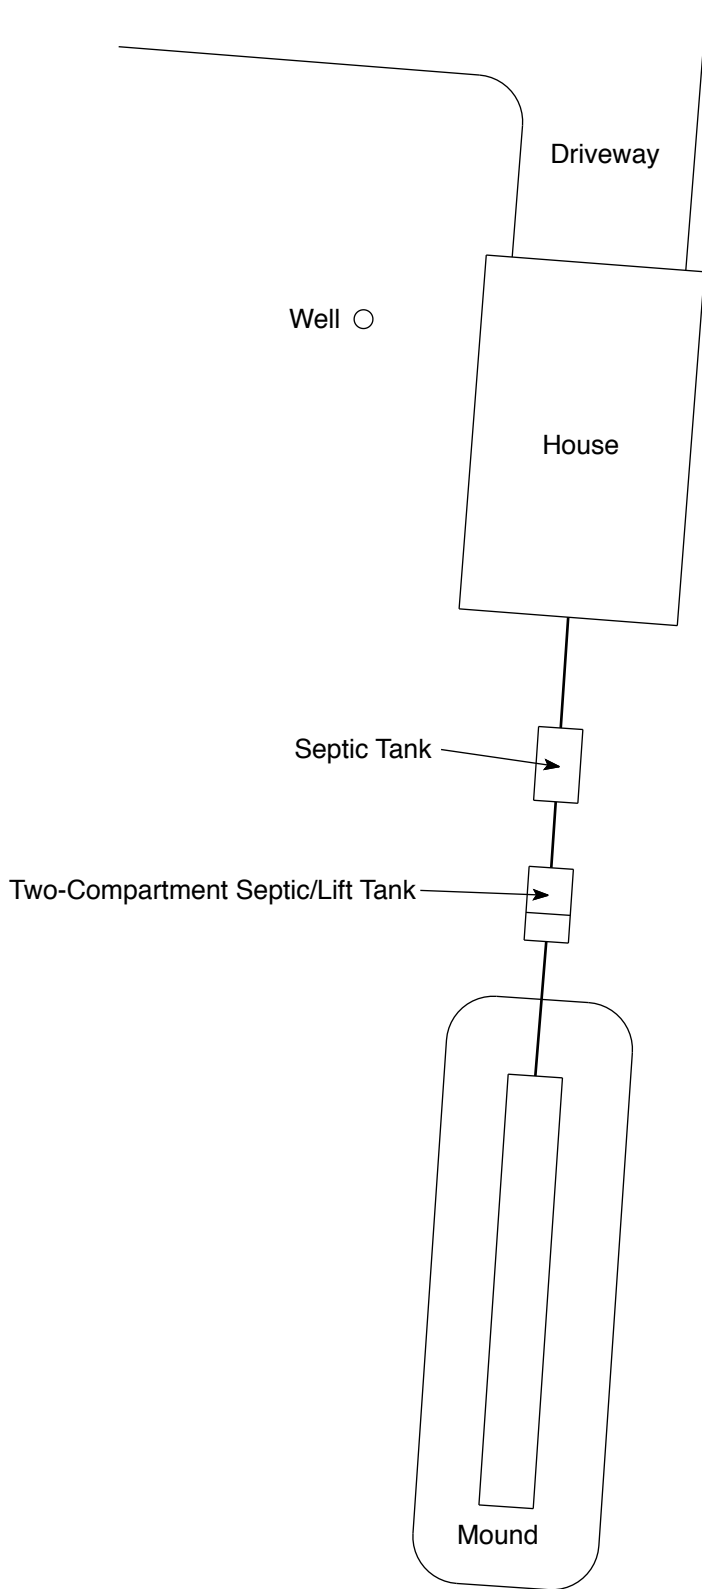 Driveway
Well
House
Septic Tank
Two-Compartment Septic/Lift Tank
Mound